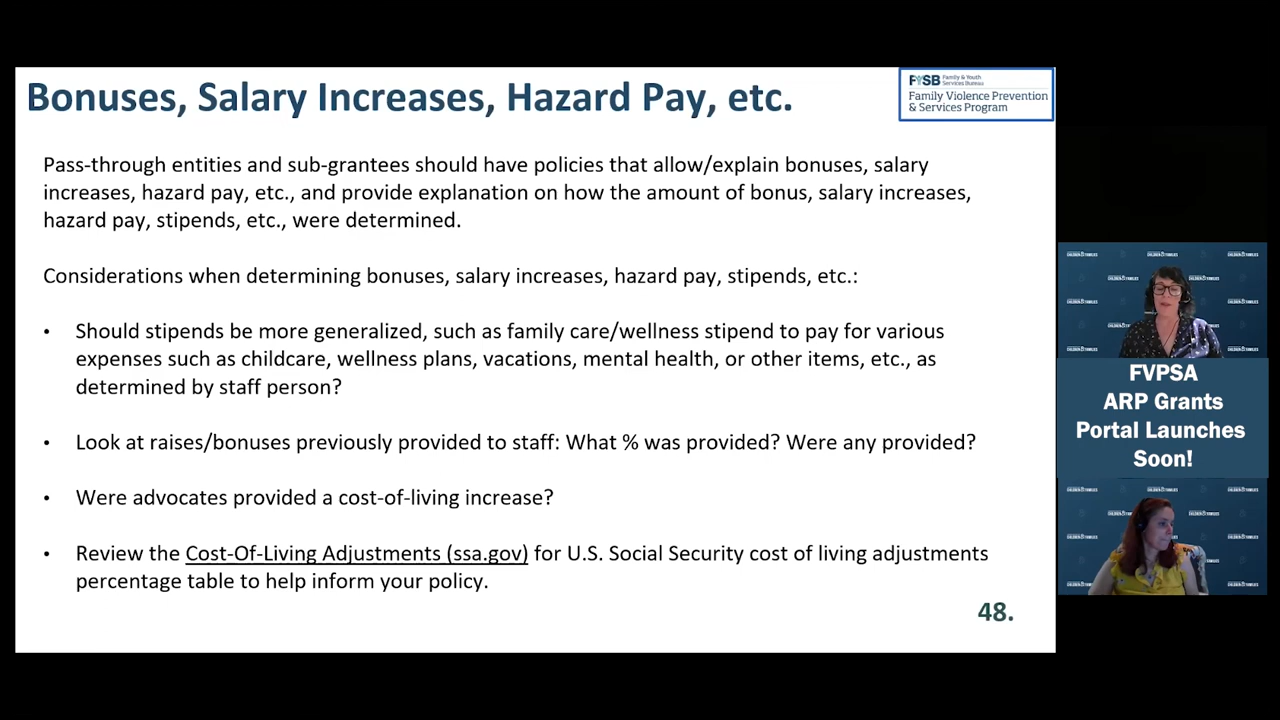 Bonuses, Salary Increases, Hazard Pay, etc.
FYSB Family & Youth
Services Bureau
Family Violence Prevention
& Services Program
Pass-through entities and sub-grantees should have policies that allow/explain bonuses, salary
increases, hazard pay, etc., and provide explanation on how the amount of bonus, salary increases,
hazard pay, stipends, etc., were determined.
Considerations when determining bonuses, salary increases, hazard pay, stipends, etc.:
• Should stipends be more generalized, such as family care/wellness stipend to pay for various
expenses such as childcare, wellness plans, vacations, mental health, or other items, etc., as
determined by staff person?
• Look at raises/bonuses previously provided to staff: What % was provided? Were any provided?
• Were advocates provided a cost-of-living increase?
• Review the Cost-Of-Living Adjustments (ssa.gov) for U.S. Social Security cost of living adjustments
percentage table to help inform your policy.
48.
FVPSA
ARP Grants
Portal Launches
Soon!